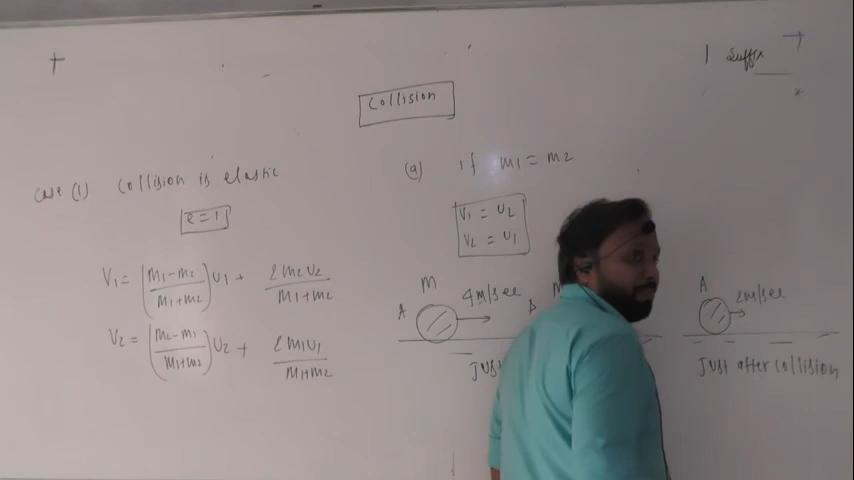 | Suffix
Collision
Case (1) Collision is elastic
e = 1
V1 = (m1-m2/m1+m2)U1 + 2m2U2/m1+m2
V2 = (m2-m1/m1+m2)U2 + 2m1U1/m1+m2
(a) if m1 = m2
V1 = U2
V2 = U1
M
A 4m/sec
B M
Just
A 2m/sec
Just after collision